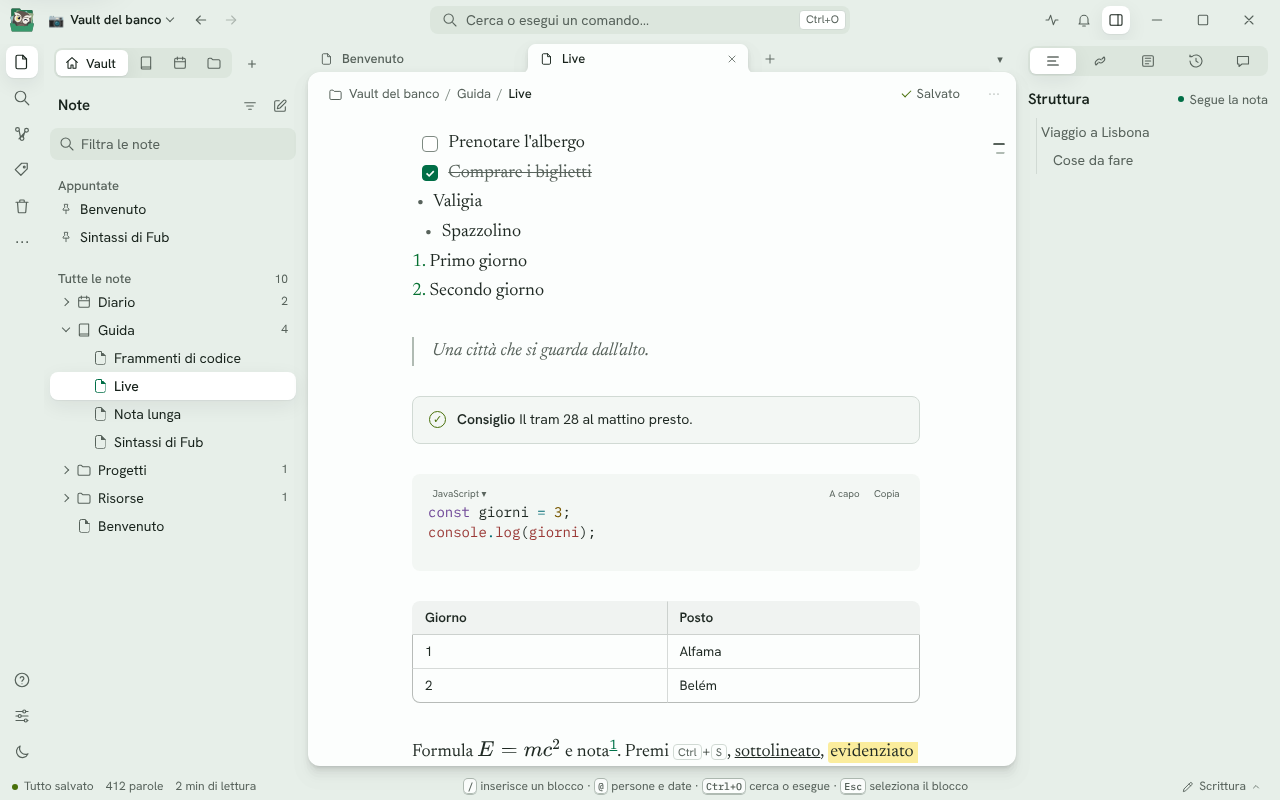 Vault del banco
Cerca o esegui un comando...
Ctrl+O
Vault
Benvenuto
Live
Note
Vault del banco / Guida / Live
Salvato
Struttura
Segue la nota
Filtra le note
Viaggio a Lisbona
Cose da fare
Appuntate
Benvenuto
Sintassi di Fub
Tutte le note 10
Diario 2
Guida 4
Frammenti di codice
Live
Nota lunga
Sintassi di Fub
Progetti 1
Risorse 1
Benvenuto
Prenotare l'albergo
Comprare i biglietti
• Valigia
• Spazzolino
1. Primo giorno
2. Secondo giorno
Una città che si guarda dall'alto.
Consiglio Il tram 28 al mattino presto.
JavaScript ▾ A capo Copia
const giorni = 3;
console.log(giorni);
Giorno Posto
1 Alfama
2 Belém
Formula E = mc² e nota¹. Premi Ctrl+S, sottolineato, evidenziato
Tutto salvato 412 parole 2 min di lettura
/ inserisce un blocco · @ persone e date · Ctrl+O cerca o esegue · Esc seleziona il blocco
Scrittura